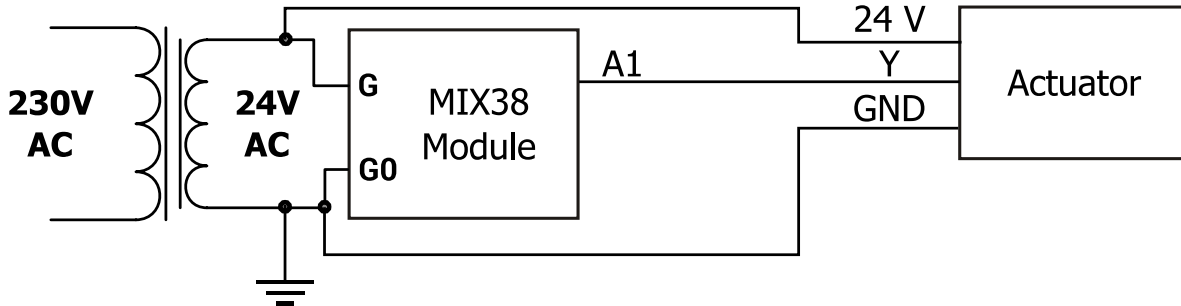 230V
AC
24V
AC
G
G0
MIX38
Module
A1
24 V
Y
GND
Actuator